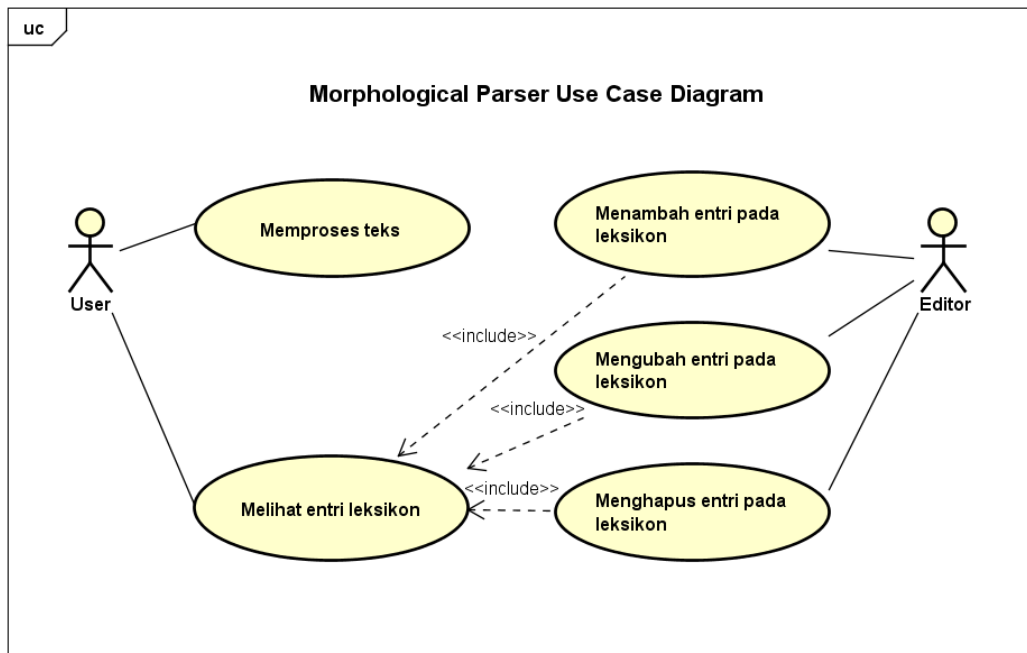 uc
Morphological Parser Use Case Diagram
Memproses teks
Menambah entri pada
leksikon
User
Editor
<<include>>
Mengubah entri pada
leksikon
<<include>>
<<include>>
Melihat entri leksikon
Menghapus entri pada
leksikon